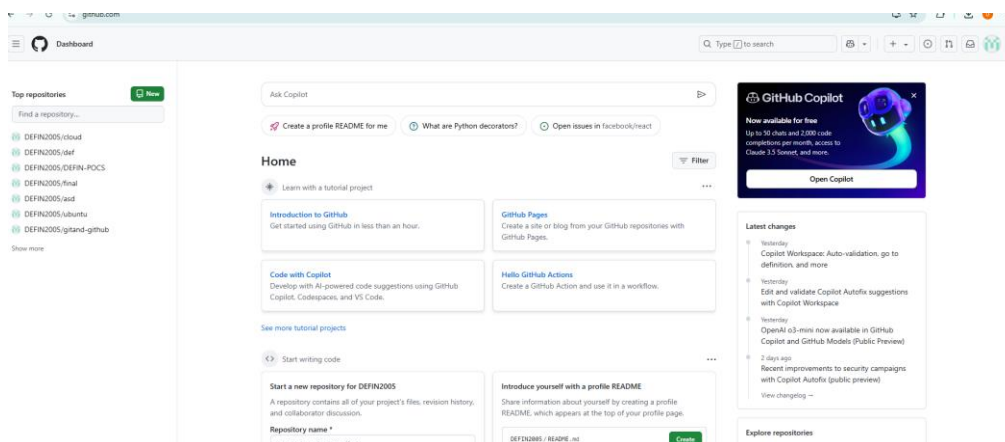 github.com
Dashboard
Type / to search
Top repositories
New
Find a repository...
DEFIN2005/cloud
DEFIN2005/def
DEFIN2005/DEFIN-POCS
DEFIN2005/final
DEFIN2005/asd
DEFIN2005/ubuntu
DEFIN2005/gitand-github
Show more
Ask Copilot
Create a profile README for me
What are Python decorators?
Open issues in facebook/react
Home
Filter
Learn with a tutorial project
Introduction to GitHub
Get started using GitHub in less than an hour.
GitHub Pages
Create a site or blog from your GitHub repositories with
GitHub Pages.
Code with Copilot
Develop with AI-powered code suggestions using GitHub
Copilot, Codespaces, and VS Code.
Hello GitHub Actions
Create a GitHub Action and use it in a workflow.
See more tutorial projects
Start writing code
Start a new repository for DEFIN2005
A repository contains all of your project's files, revision history,
and collaborator discussion.
Repository name *
Introduce yourself with a profile README
Share information about yourself by creating a profile
README, which appears at the top of your profile page.
DEFIN2005 / README.md
Create
GitHub Copilot
Now available for free
Up to 50 chats and 2,000 code
completions per month, access to
Claude 3.5 Sonnet, and more.
Open Copilot
Latest changes
Yesterday
Copilot Workspace: Auto-validation, go to
definition, and more
Yesterday
Edit and validate Copilot Autofix suggestions
with Copilot Workspace
Yesterday
OpenAI o3-mini now available in GitHub
Copilot and GitHub Models (Public Preview)
2 days ago
Recent improvements to security campaigns
with Copilot Autofix (public preview)
View changelog →
Explore repositories